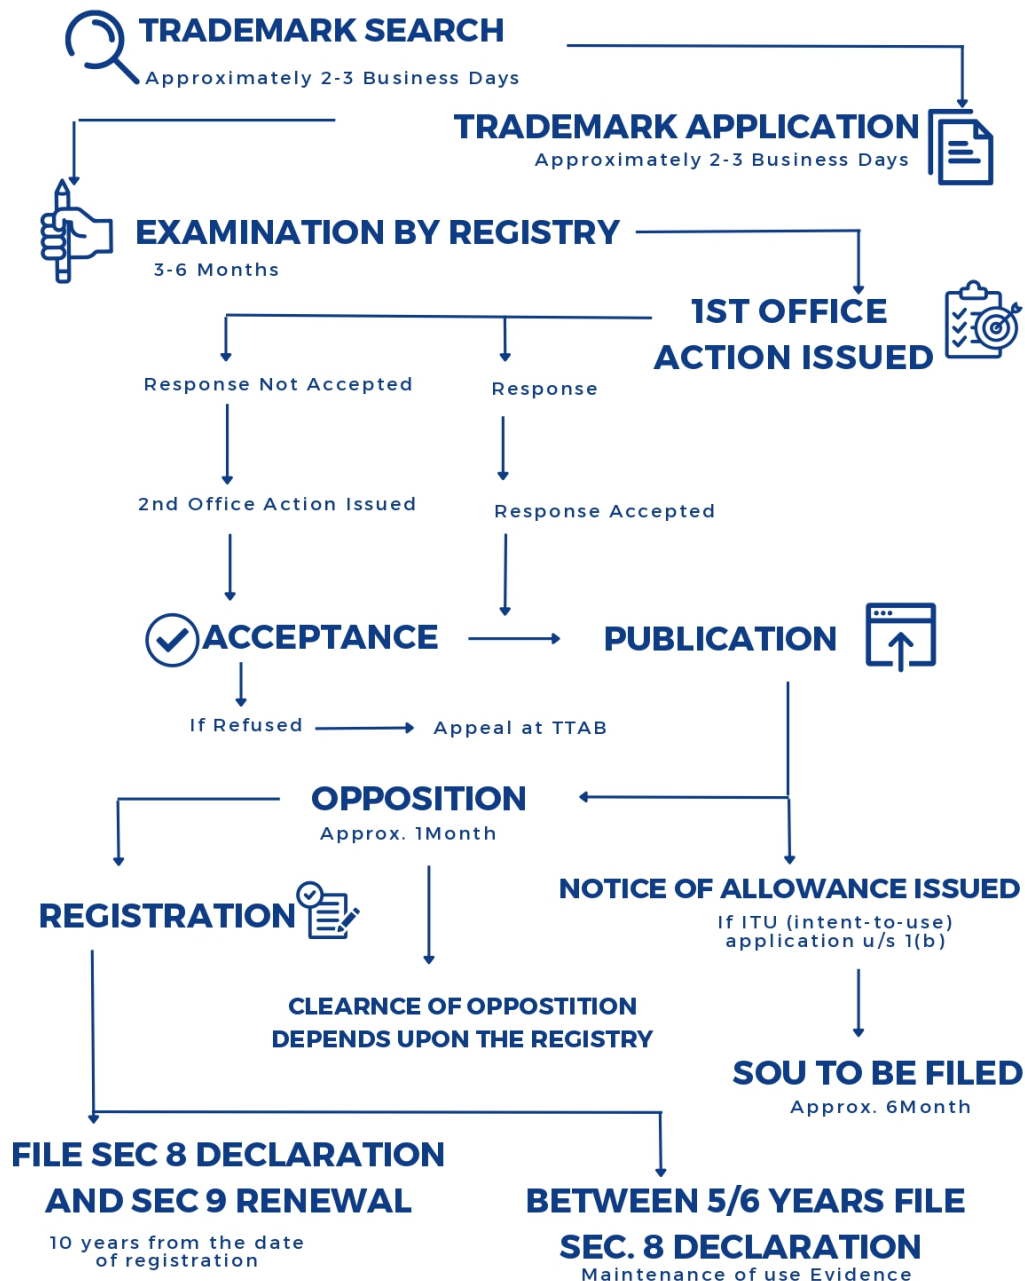 TRADEMARK SEARCH
Approximately 2-3 Business Days
TRADEMARK APPLICATION
Approximately 2-3 Business Days
EXAMINATION BY REGISTRY
3-6 Months
1ST OFFICE
ACTION ISSUED
Response Not Accepted
Response
2nd Office Action Issued
Response Accepted
ACCEPTANCE
PUBLICATION
If Refused
Appeal at TTAB
OPPOSITION
Approx. 1Month
NOTICE OF ALLOWANCE ISSUED
If ITU (intent-to-use)
application u/s 1(b)
REGISTRATION
CLEARNCE OF OPPOSTITION
DEPENDS UPON THE REGISTRY
SOU TO BE FILED
Approx. 6Month
FILE SEC 8 DECLARATION
AND SEC 9 RENEWAL
10 years from the date
of registration
BETWEEN 5/6 YEARS FILE
SEC. 8 DECLARATION
Maintenance of use Evidence